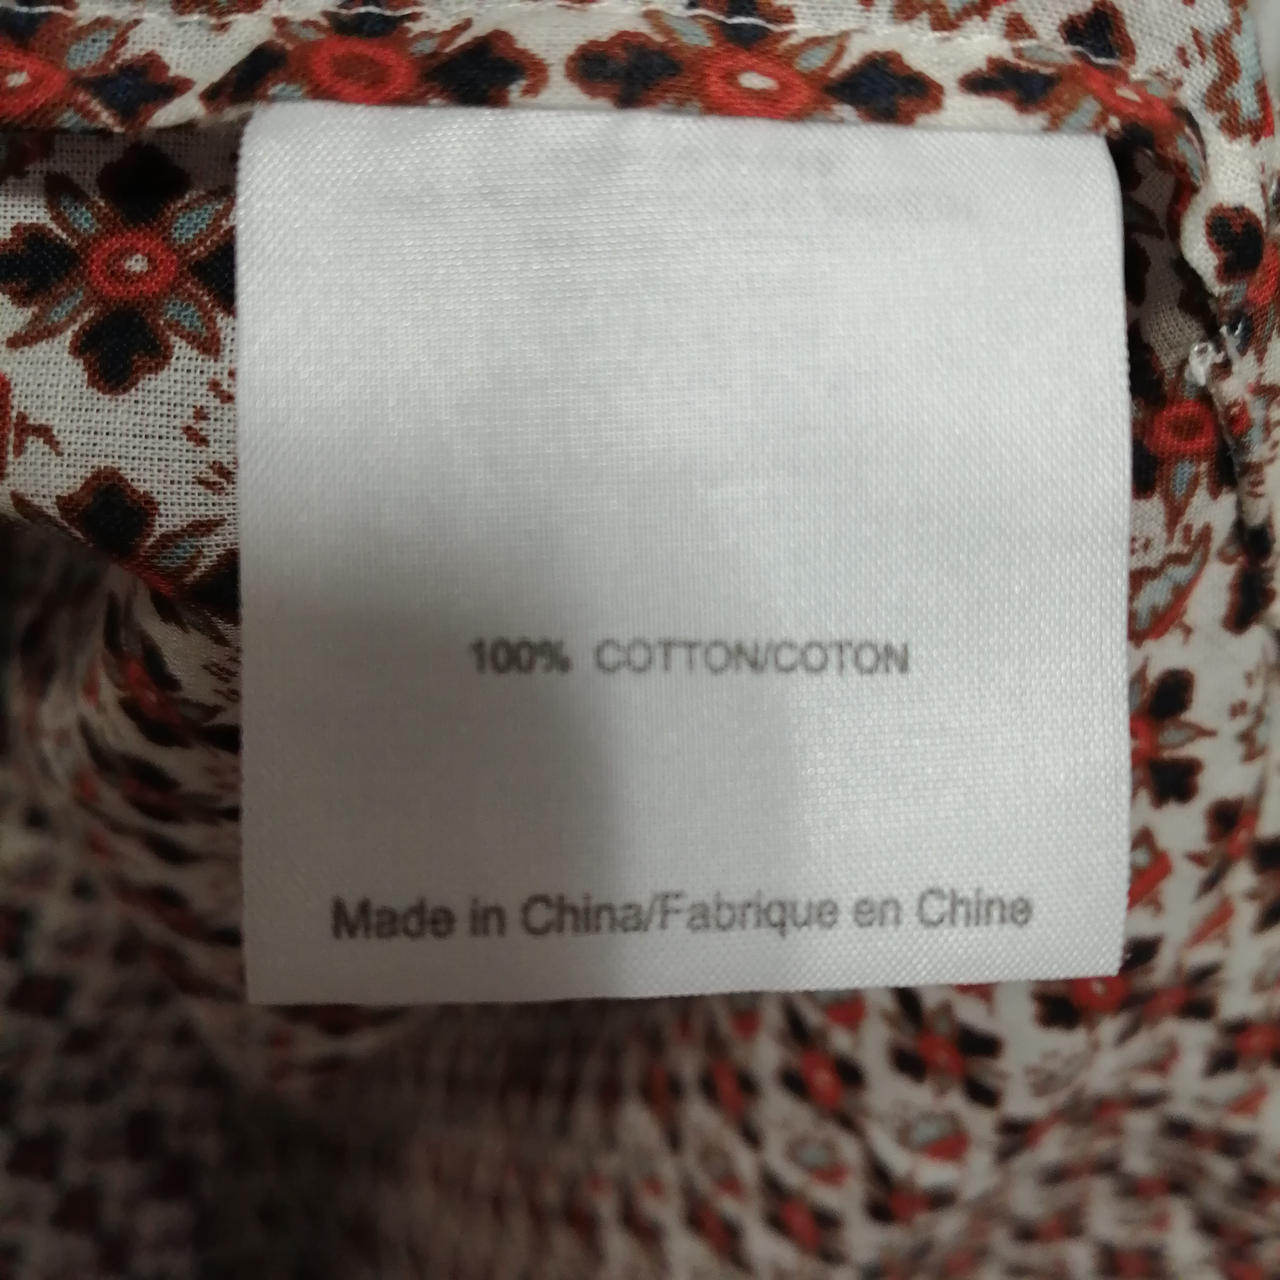 100% COTTON/COTON
Made in China/Fabrique en Chine